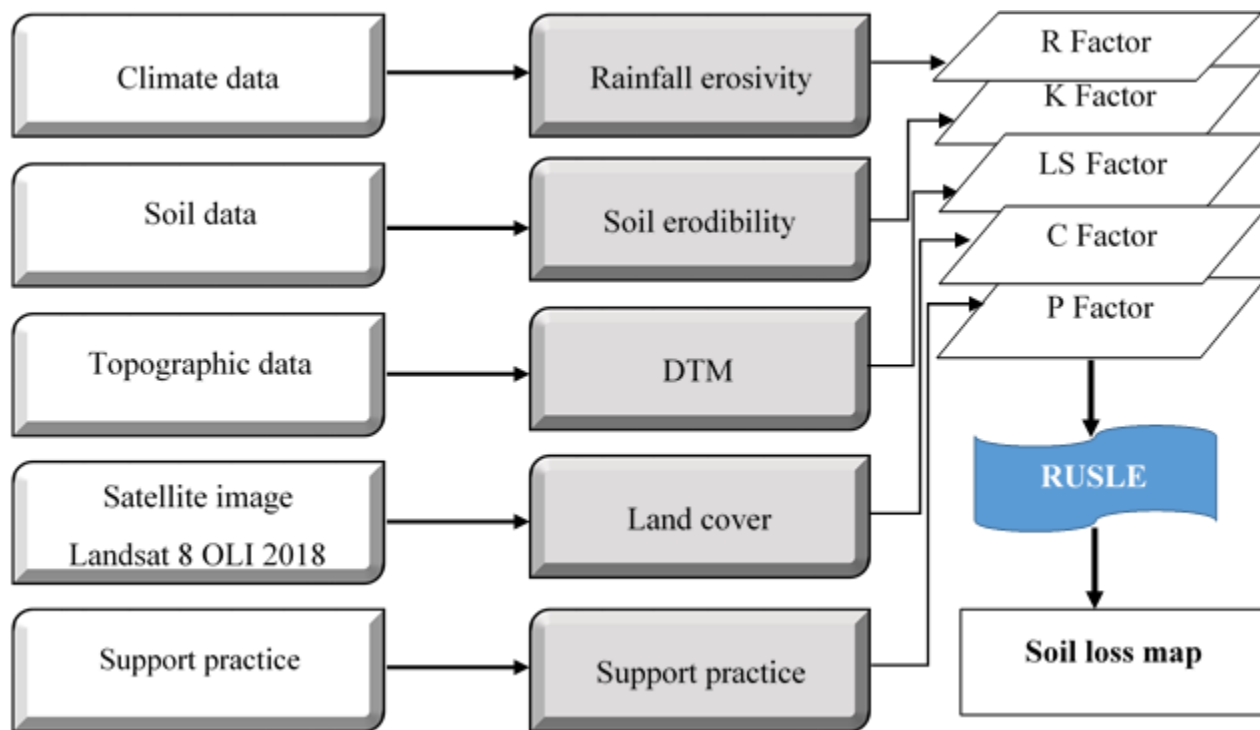 Climate data
Rainfall erosivity
R Factor
K Factor
Soil data
Soil erodibility
LS Factor
C Factor
Topographic data
DTM
P Factor
Satellite image
Landsat 8 OLI 2018
Land cover
RUSLE
Support practice
Support practice
Soil loss map